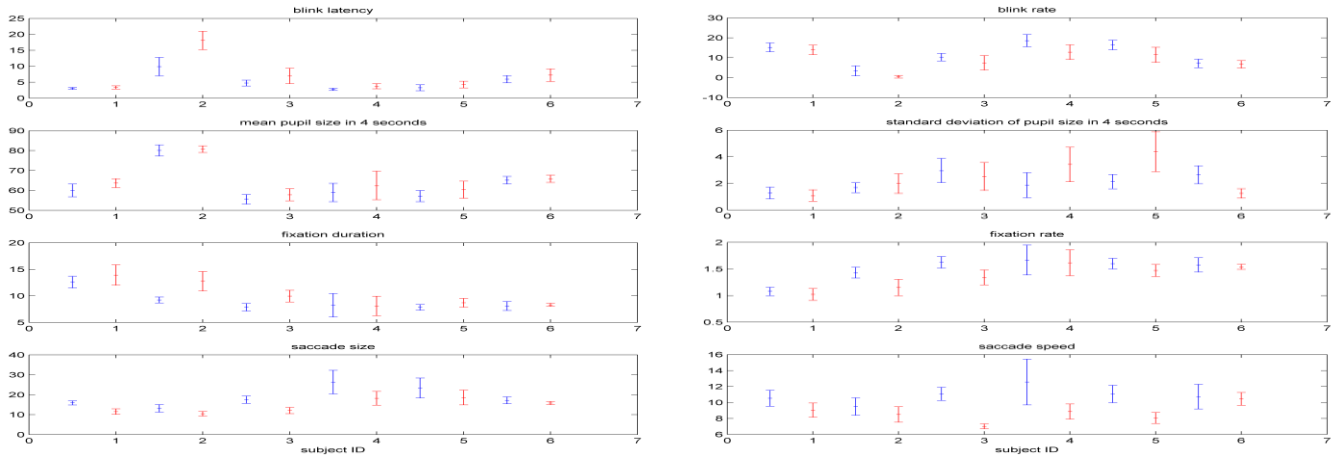 blink latency
25
20
15
10
5
0
0 1 2 3 4 5 6 7
mean pupil size in 4 seconds
90
80
70
60
50
0 1 2 3 4 5 6 7
fixation duration
20
15
10
5
0 1 2 3 4 5 6 7
saccade size
40
30
20
10
0
0 1 2 3 4 5 6 7
subject ID
blink rate
30
20
10
0
-10
0 1 2 3 4 5 6 7
standard deviation of pupil size in 4 seconds
6
4
2
0
0 1 2 3 4 5 6 7
fixation rate
2
1.5
1
0.5
0 1 2 3 4 5 6 7
saccade speed
16
14
12
10
8
6
0 1 2 3 4 5 6 7
subject ID